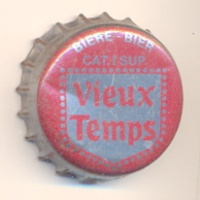 BIERE - BIER
CAT. I SUP.
Vieux
Temps